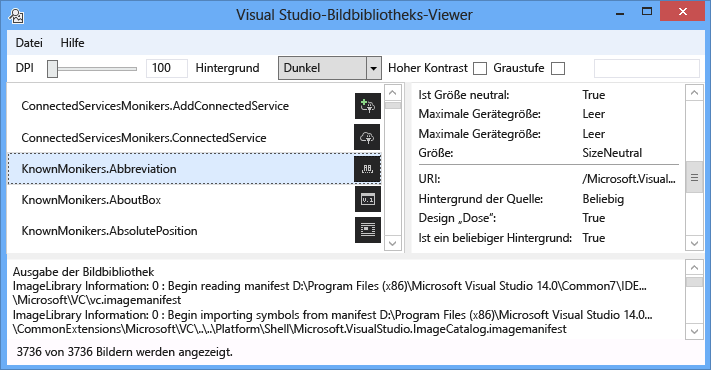 Visual Studio-Bildbibliotheks-Viewer
Datei Hilfe
DPI 100 Hintergrund Dunkel Hoher Kontrast Graustufe
ConnectedServicesMonikers.AddConnectedService
ConnectedServicesMonikers.ConnectedService
KnownMonikers.Abbreviation
KnownMonikers.AboutBox
KnownMonikers.AbsolutePosition
Ist Größe neutral: True
Maximale Gerätegröße: Leer
Maximale Gerätegröße: Leer
Größe: SizeNeutral
URI: /Microsoft.Visual...
Hintergrund der Quelle: Beliebig
Design „Dose“: True
Ist ein beliebiger Hintergrund: True
Ausgabe der Bildbibliothek
ImageLibrary Information: 0 : Begin reading manifest D:\Program Files (x86)\Microsoft Visual Studio 14.0\Common7\IDE...
\Microsoft\VC\vc.imagemanifest
ImageLibrary Information: 0 : Begin importing symbols from manifest D:\Program Files (x86)\Microsoft Visual Studio 14.0...
\CommonExtensions\Microsoft\VC\..\..\Platform\Shell\Microsoft.VisualStudio.ImageCatalog.imagemanifest
3736 von 3736 Bildern werden angezeigt.